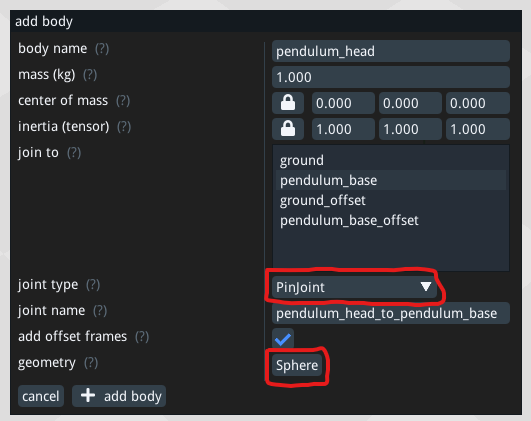 add body
body name (?) pendulum_head
mass (kg) (?) 1.000
center of mass (?) 0.000 0.000 0.000
inertia (tensor) (?) 1.000 1.000 1.000
join to (?)
ground
pendulum_base
ground_offset
pendulum_base_offset
joint type (?) PinJoint
joint name (?) pendulum_head_to_pendulum_base
add offset frames (?)
geometry (?) Sphere
cancel + add body